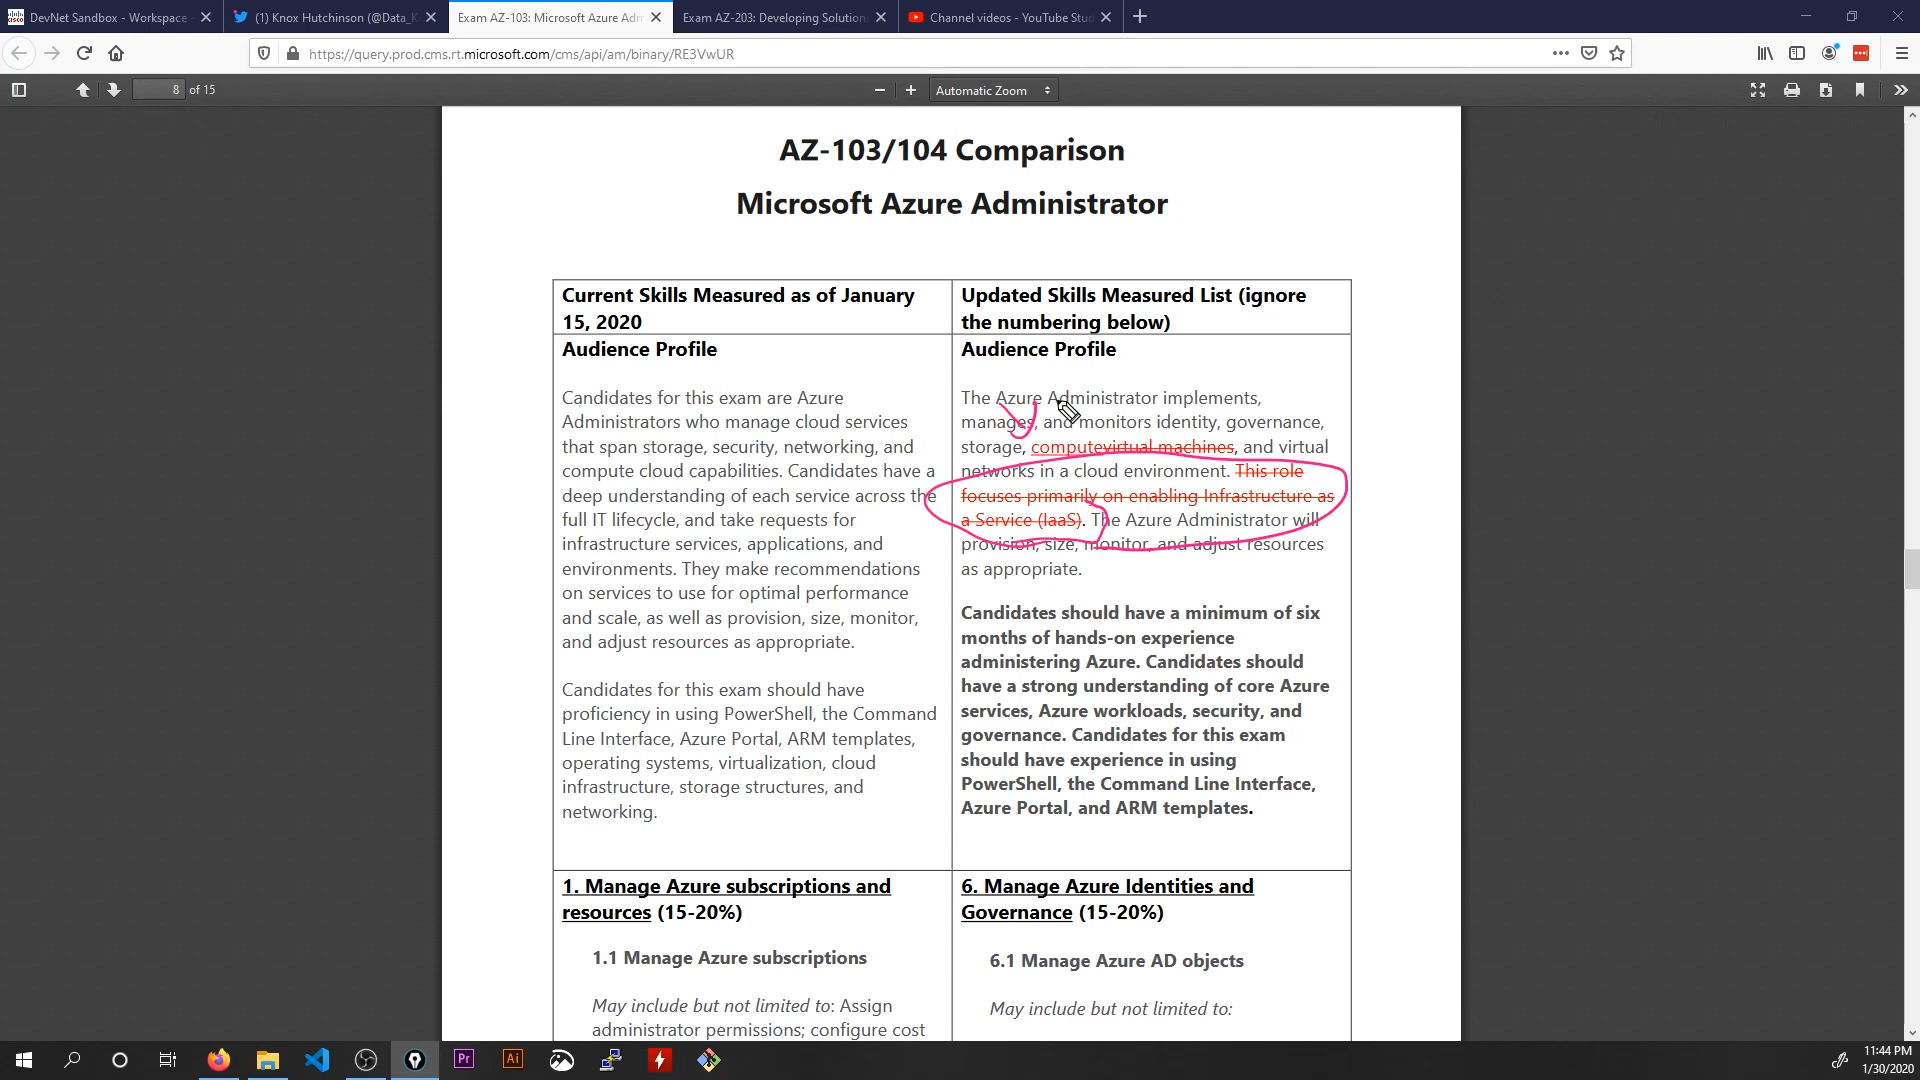 DevNet Sandbox - Workspace
(1) Knox Hutchinson (@Data_K
Exam AZ-103: Microsoft Azure Adm
Exam AZ-203: Developing Solution
Channel videos - YouTube Stud
https://query.prod.cms.rt.microsoft.com/cms/api/am/binary/RE3VwUR
8 of 15
Automatic Zoom
AZ-103/104 Comparison
Microsoft Azure Administrator
Current Skills Measured as of January
15, 2020
Audience Profile
Candidates for this exam are Azure
Administrators who manage cloud services
that span storage, security, networking, and
compute cloud capabilities. Candidates have a
deep understanding of each service across the
full IT lifecycle, and take requests for
infrastructure services, applications, and
environments. They make recommendations
on services to use for optimal performance
and scale, as well as provision, size, monitor,
and adjust resources as appropriate.
Candidates for this exam should have
proficiency in using PowerShell, the Command
Line Interface, Azure Portal, ARM templates,
operating systems, virtualization, cloud
infrastructure, storage structures, and
networking.
Updated Skills Measured List (ignore
the numbering below)
Audience Profile
The Azure Administrator implements,
manages, and monitors identity, governance,
storage, computevirtual machines, and virtual
networks in a cloud environment. This role
focuses primarily on enabling Infrastructure as
a Service (IaaS). The Azure Administrator will
provision, size, monitor, and adjust resources
as appropriate.
Candidates should have a minimum of six
months of hands-on experience
administering Azure. Candidates should
have a strong understanding of core Azure
services, Azure workloads, security, and
governance. Candidates for this exam
should have experience in using
PowerShell, the Command Line Interface,
Azure Portal, and ARM templates.
1. Manage Azure subscriptions and
resources (15-20%)
1.1 Manage Azure subscriptions
May include but not limited to: Assign
administrator permissions; configure cost
6. Manage Azure Identities and
Governance (15-20%)
6.1 Manage Azure AD objects
May include but not limited to:
Pr
Ai
11:44 PM
1/30/2020